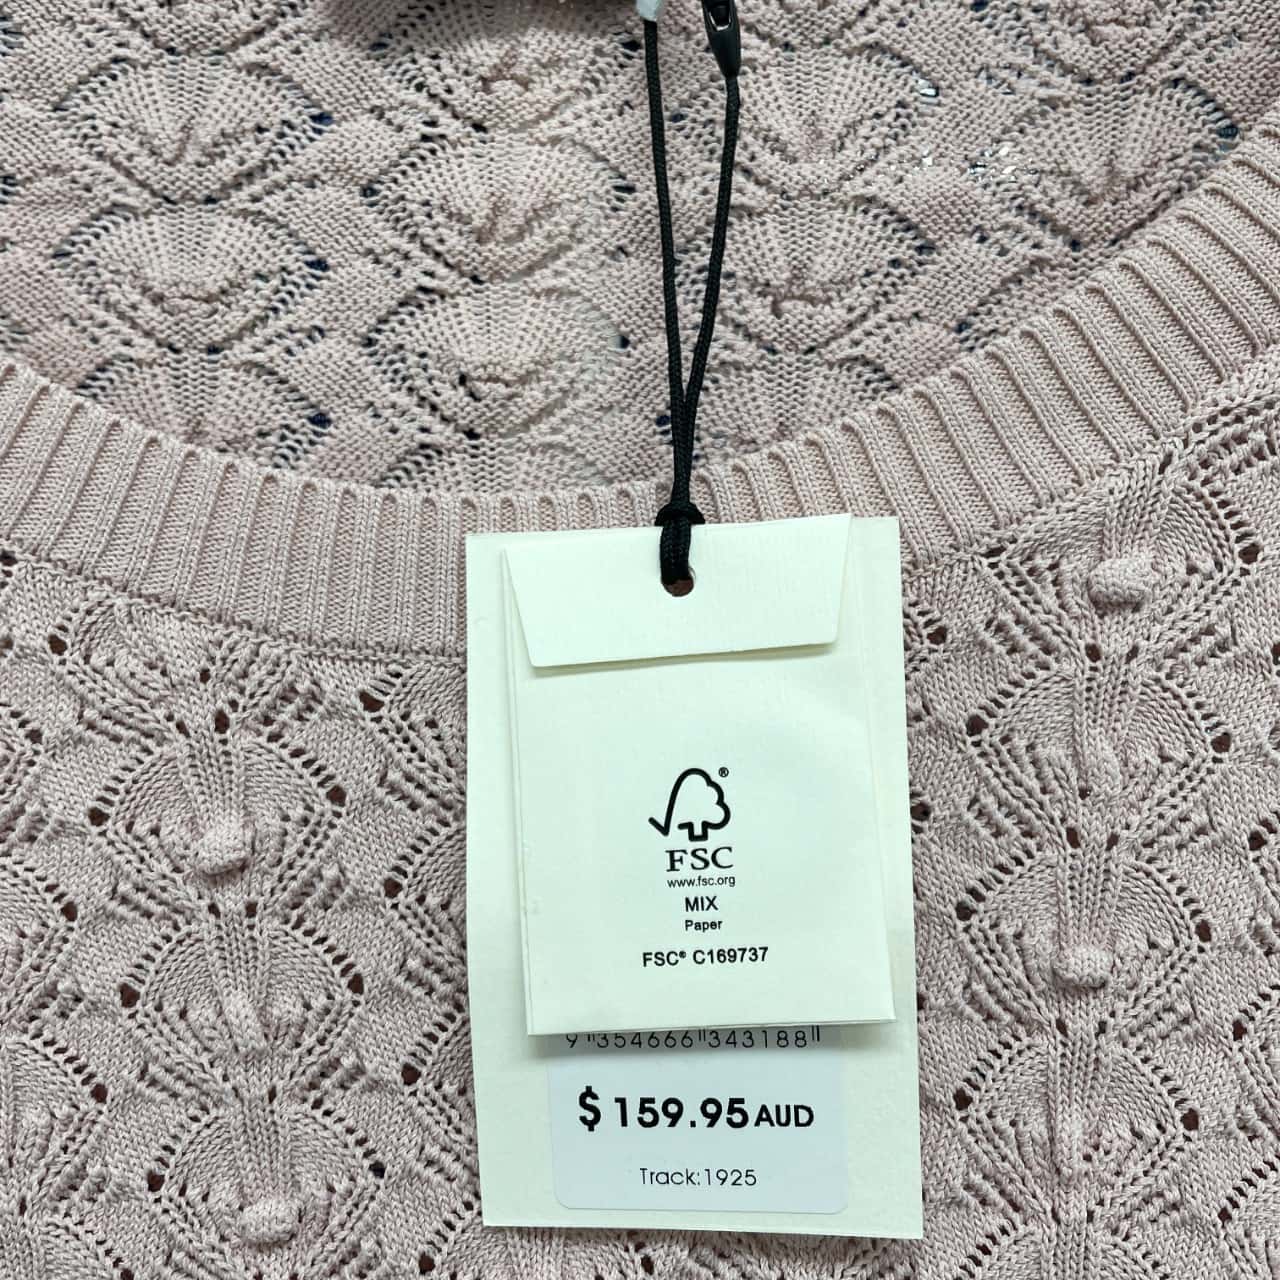 ®
FSC
www.fsc.org
MIX
Paper
FSC® C169737
9 354666 343188
$159.95 AUD
Track:1925